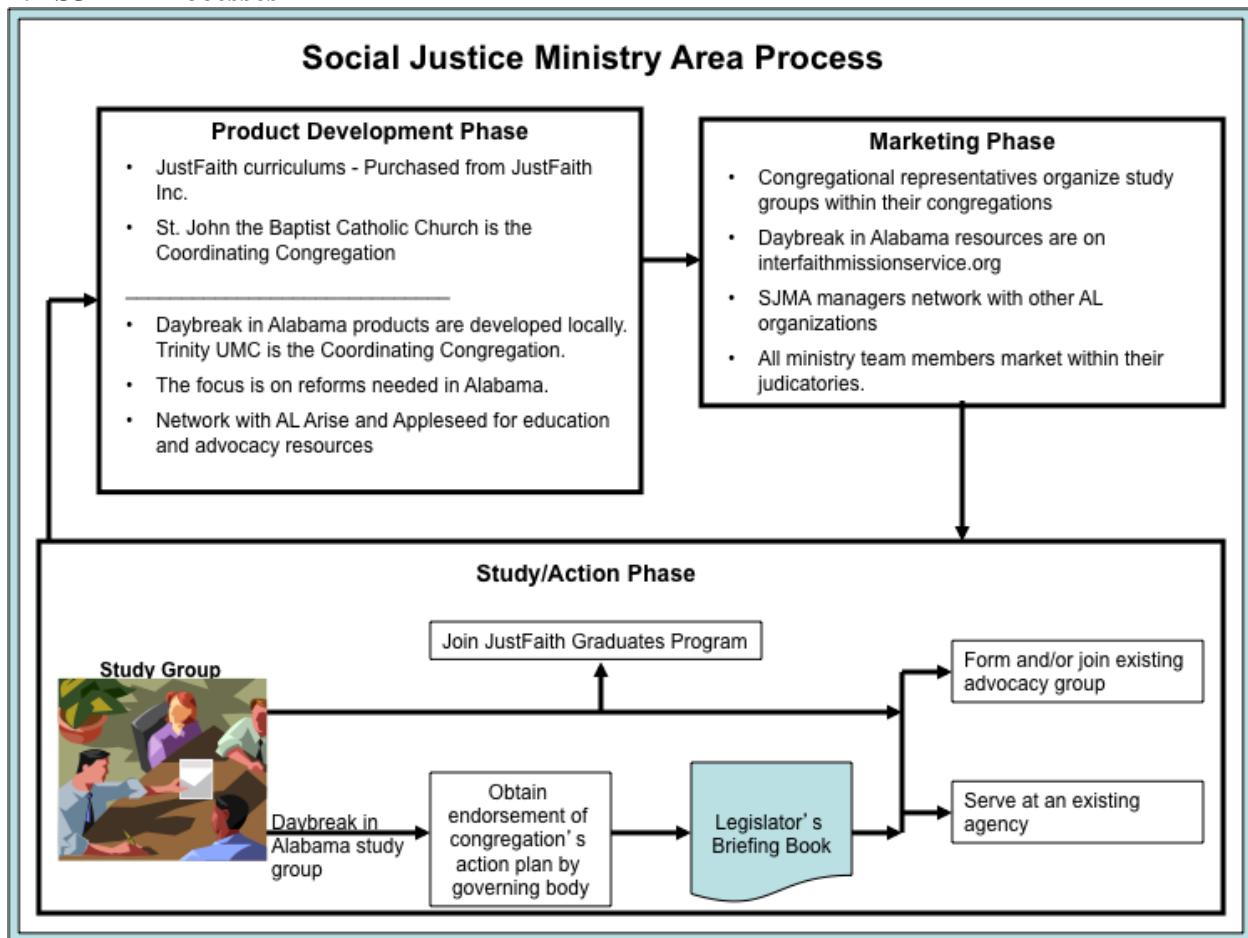 Social Justice Ministry Area Process
Product Development Phase
• JustFaith curriculums - Purchased from JustFaith
Inc.
• St. John the Baptist Catholic Church is the
Coordinating Congregation
• Daybreak in Alabama products are developed locally.
Trinity UMC is the Coordinating Congregation.
• The focus is on reforms needed in Alabama.
• Network with AL Arise and Appleseed for education
and advocacy resources
Marketing Phase
• Congregational representatives organize study
groups within their congregations
• Daybreak in Alabama resources are on
interfaithmissionservice.org
• SJMA managers network with other AL
organizations
• All ministry team members market within their
judicatories.
Study/Action Phase
Join JustFaith Graduates Program
Study Group
Form and/or join existing
advocacy group
Daybreak in
Alabama study
group
Obtain
endorsement of
congregation's
action plan by
governing body
Legislator's
Briefing Book
Serve at an existing
agency